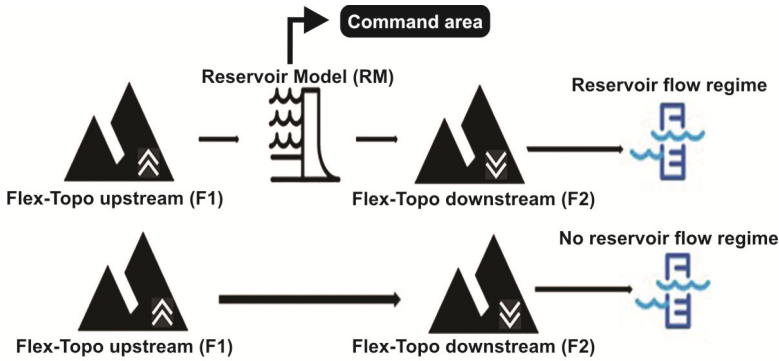 Command area
Reservoir Model (RM)
Reservoir flow regime
Flex-Topo upstream (F1)
Flex-Topo downstream (F2)
No reservoir flow regime
Flex-Topo upstream (F1)
Flex-Topo downstream (F2)